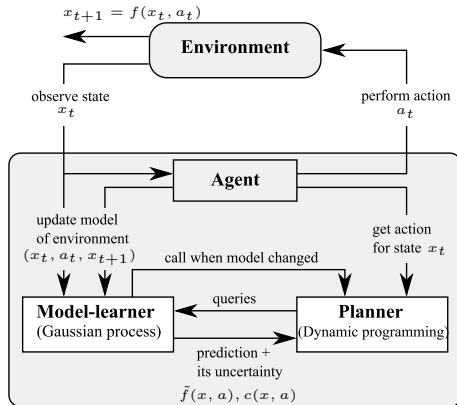 x_{t+1} = f(x_t, a_t)
Environment
observe state
x_t
perform action
a_t
Agent
update model
of environment
(x_t, a_t, x_{t+1})
get action
for state x_t
call when model changed
Model-learner
(Gaussian process)
queries
Planner
(Dynamic programming)
prediction +
its uncertainty
f̃(x, a), c(x, a)